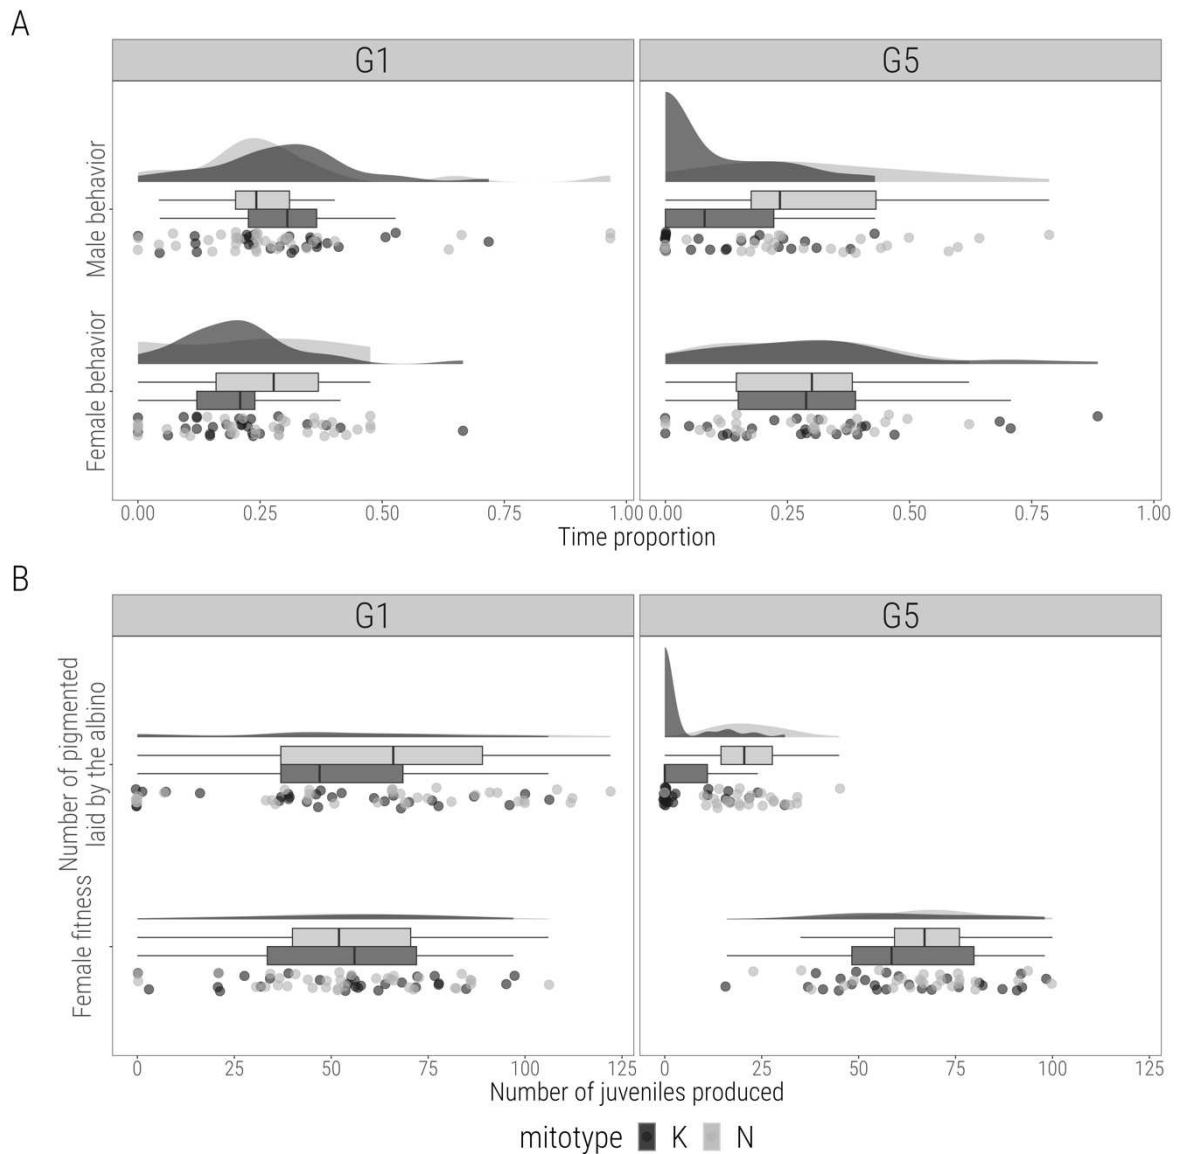 A
G1 G5
Male behavior
Female behavior
0.00 0.25 0.50 0.75 1.00 0.00 0.25 0.50 0.75 1.00
Time proportion
B
G1 G5
Number of pigmented
laid by the albino
Female fitness
0 25 50 75 100 125 0 25 50 75 100 125
Number of juveniles produced
mitotype K N